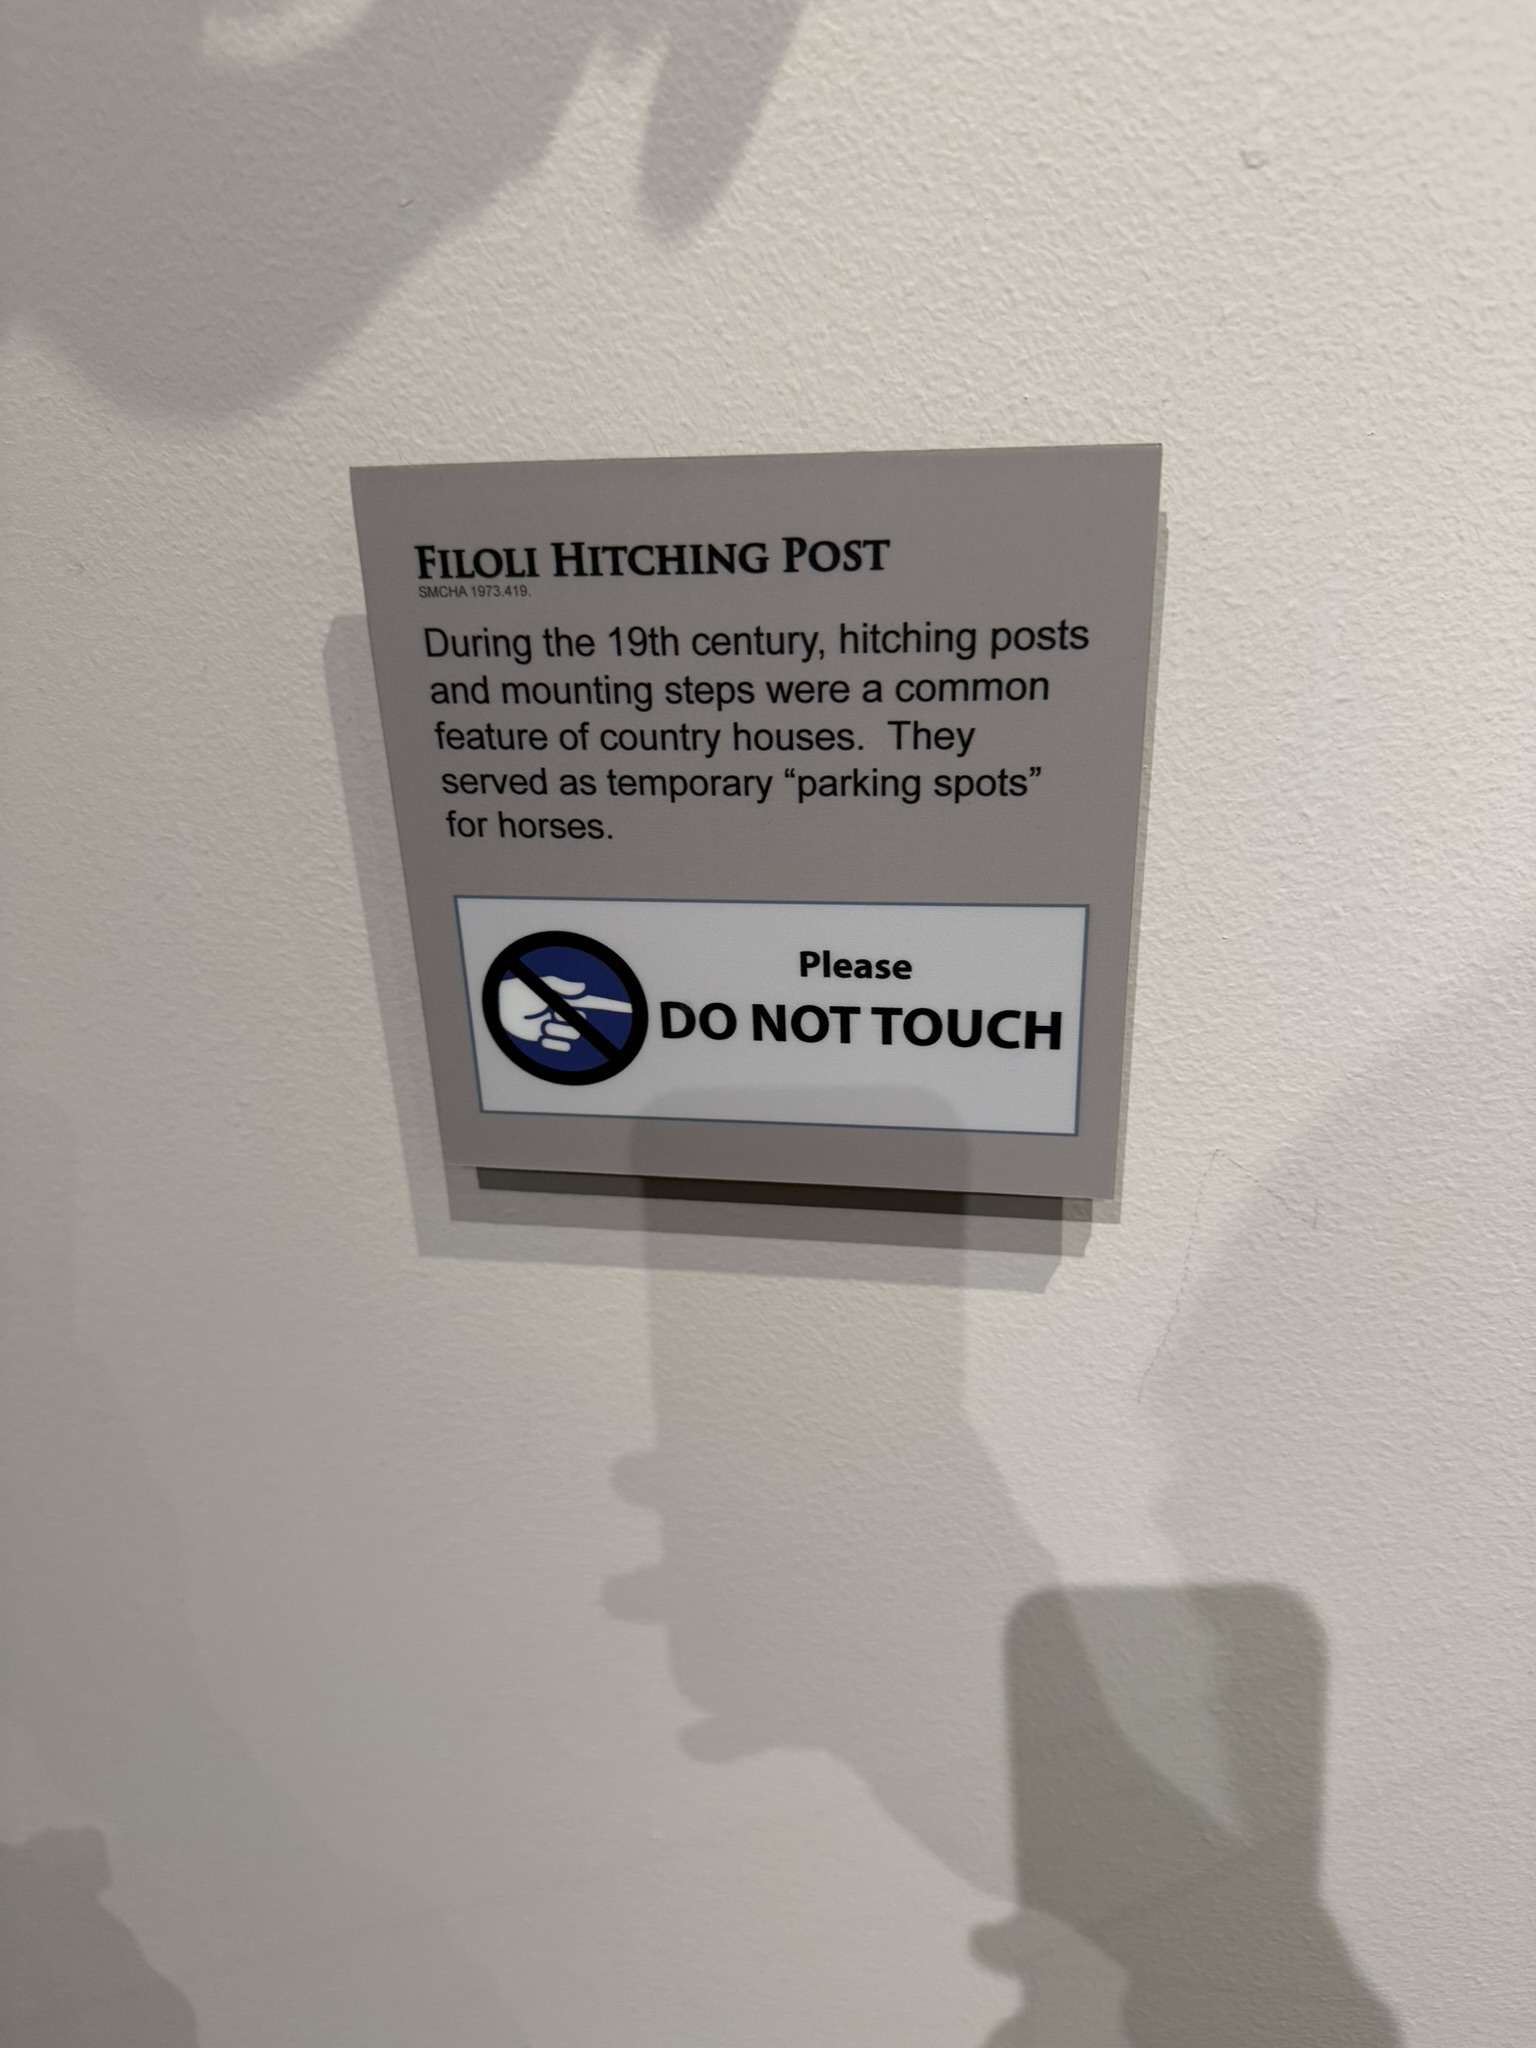 FILOLI HITCHING POST
SMCHA 1973.419.
During the 19th century, hitching posts
and mounting steps were a common
feature of country houses.  They
served as temporary “parking spots”
for horses.
Please
DO NOT TOUCH